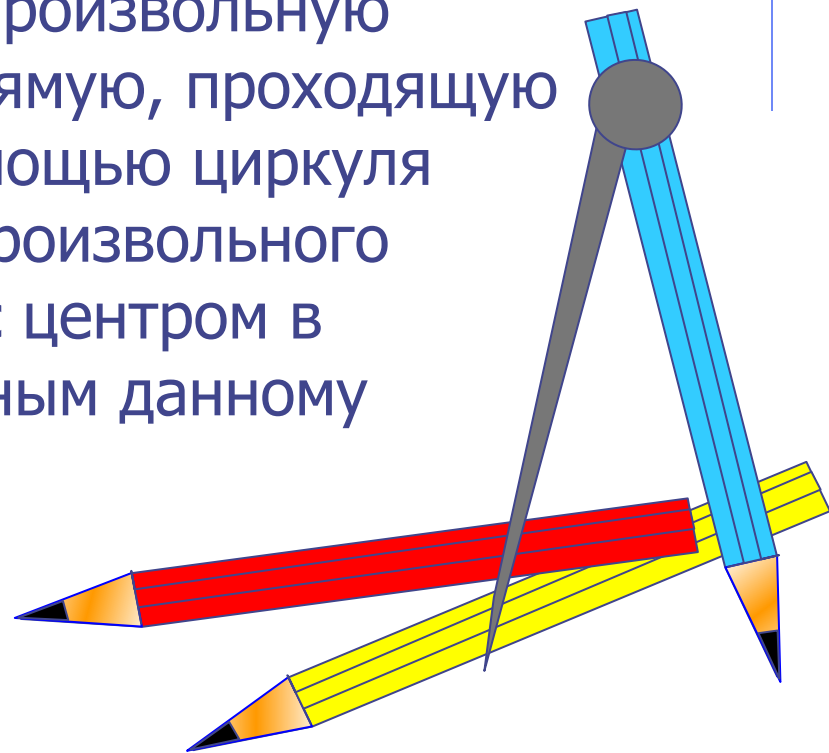 роизвольную
ямую, проходящую
ощью циркуля
роизвольного
центром в
ным данному